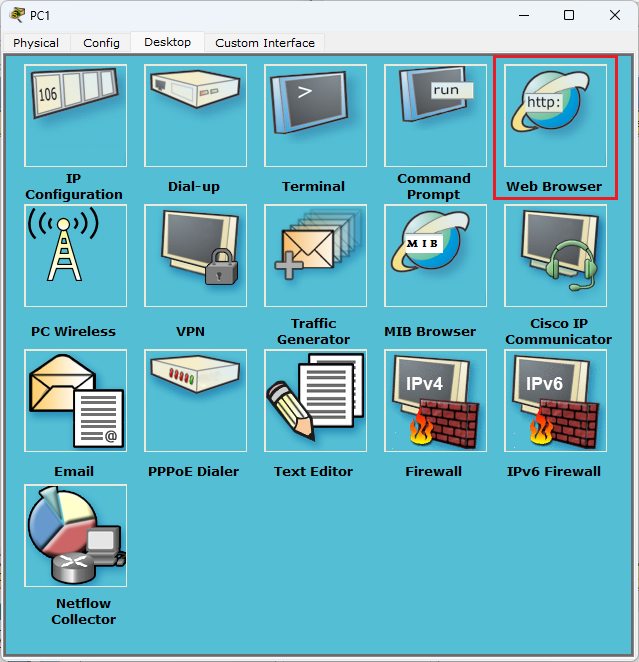 PC1
Physical Config Desktop Custom Interface
106
>
run
http:
IP
Configuration
Dial-up
Terminal
Command
Prompt
Web Browser
MIB
PC Wireless
VPN
Traffic
Generator
MIB Browser
Cisco IP
Communicator
@
IPv4
IPv6
Email
PPPoE Dialer
Text Editor
Firewall
IPv6 Firewall
Netflow
Collector